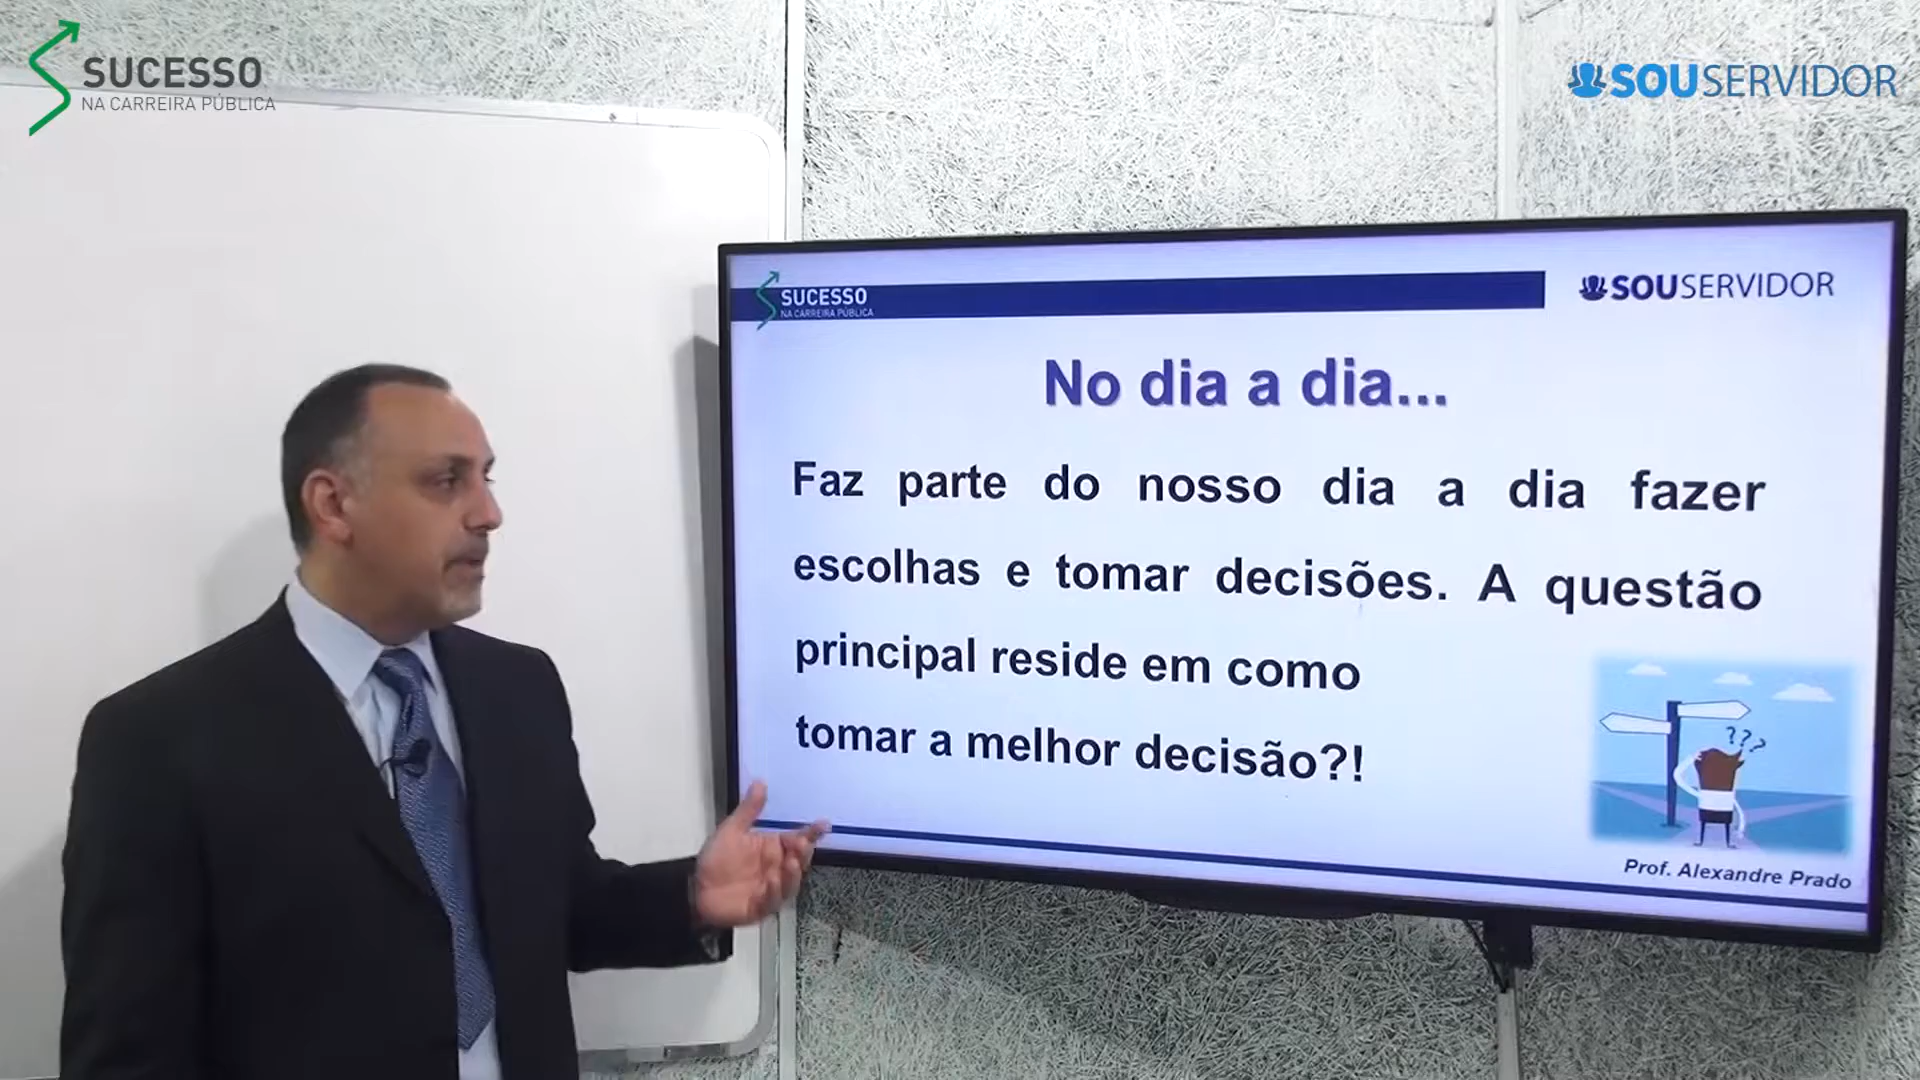 SUCESSO
NA CARREIRA PÚBLICA
SOUSERVIDOR
SUCESSO
NA CARREIRA PÚBLICA
SOUSERVIDOR
No dia a dia...
Faz parte do nosso dia a dia fazer
escolhas e tomar decisões. A questão
principal reside em como
tomar a melhor decisão?!
???
Prof. Alexandre Prado